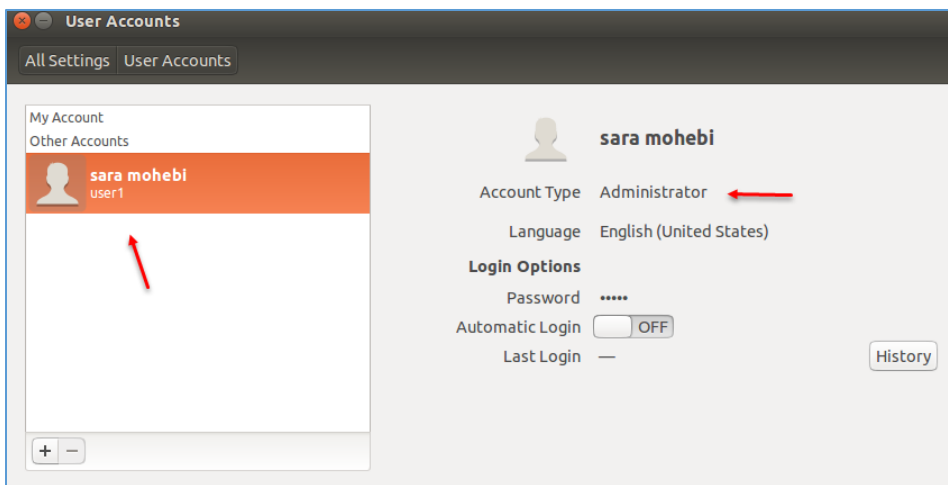 User Accounts
All Settings User Accounts
My Account
Other Accounts
sara mohebi
user1
sara mohebi
Account Type Administrator
Language English (United States)
Login Options
Password •••••
Automatic Login OFF
Last Login —
History
+ −